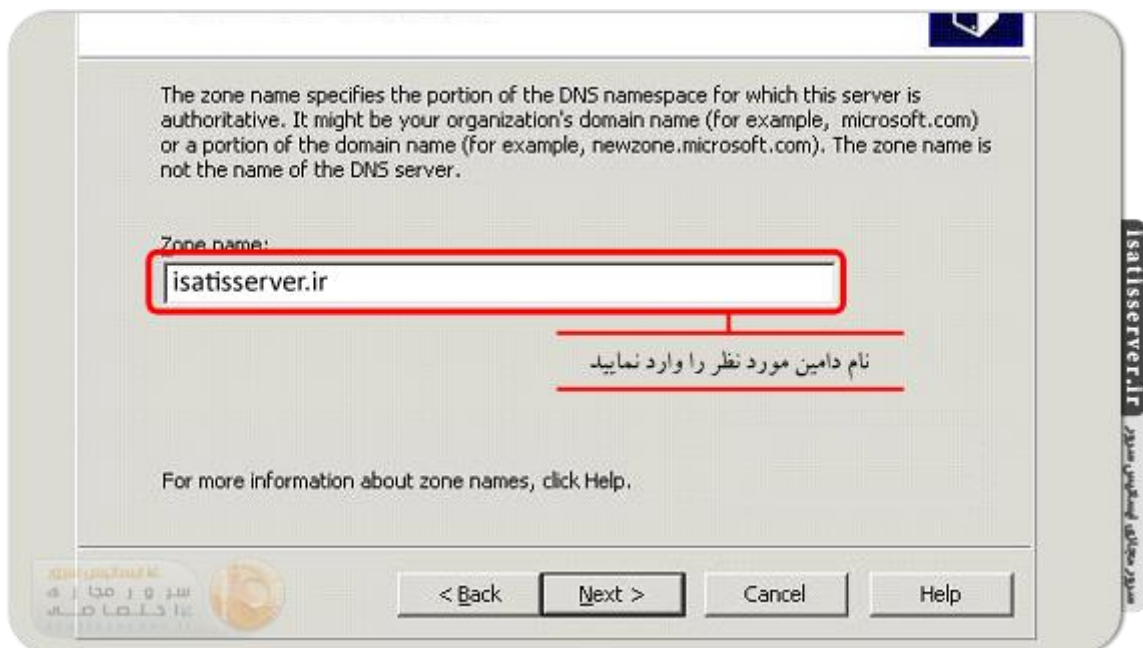 The zone name specifies the portion of the DNS namespace for which this server is
authoritative. It might be your organization's domain name (for example, microsoft.com)
or a portion of the domain name (for example, newzone.microsoft.com). The zone name is
not the name of the DNS server.
Zone name:
isatisserver.ir
نام دامین مورد نظر را وارد نمایید
For more information about zone names, click Help.
< Back
Next >
Cancel
Help
isatisserver.ir